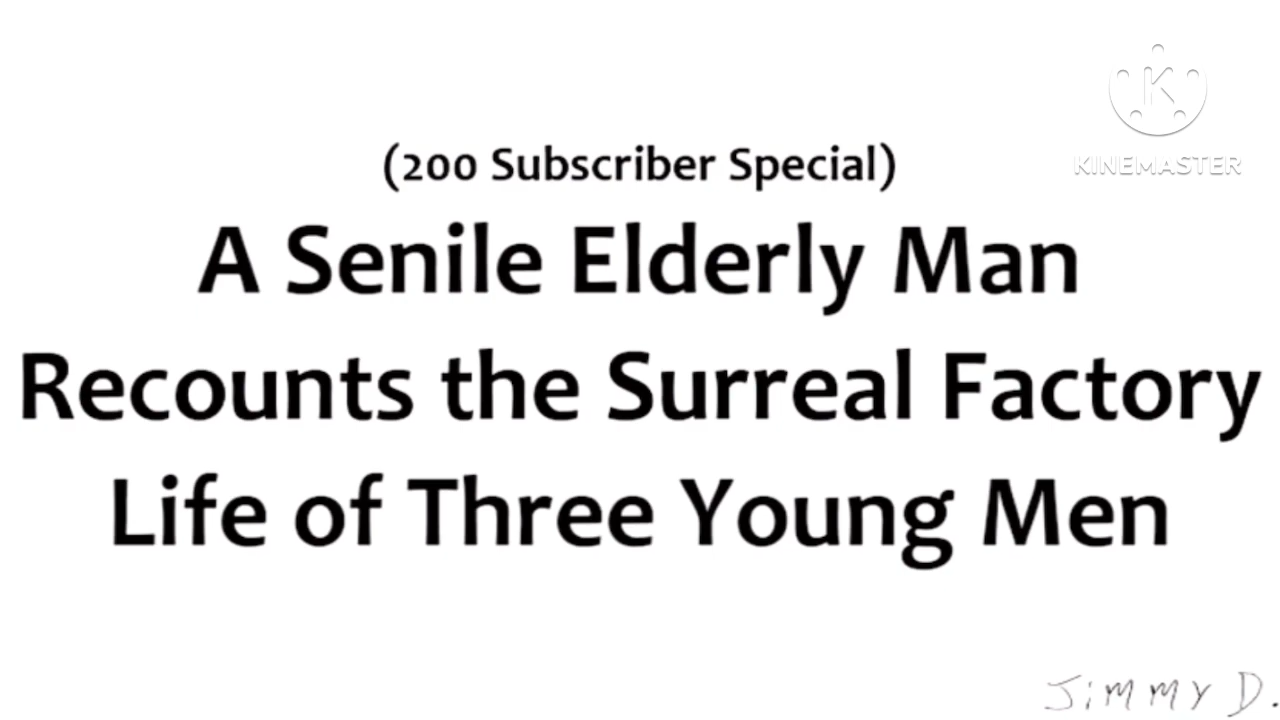 (200 Subscriber Special)
KINEMASTER
A Senile Elderly Man
Recounts the Surreal Factory
Life of Three Young Men
Jimmy D.